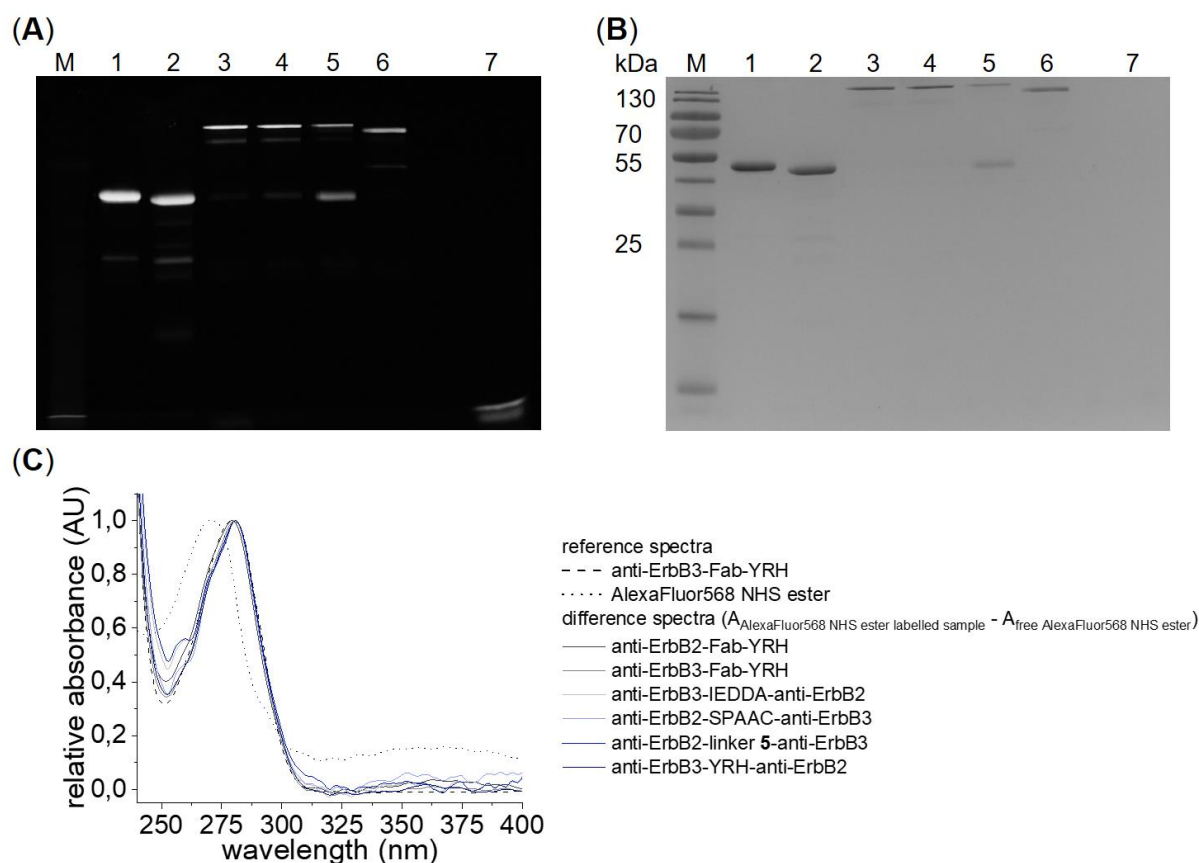 (A)
M 1 2 3 4 5 6 7
(B)
kDa M 1 2 3 4 5 6 7
130
70
55
25
(C)
relative absorbance (AU)
1,0
0,8
0,6
0,4
0,2
0,0
250 275 300 325 350 375 400
wavelength (nm)
reference spectra
anti-ErbB3-Fab-YRH
AlexaFluor568 NHS ester
difference spectra (A AlexaFluor568 NHS ester labelled sample - A free AlexaFluor568 NHS ester)
anti-ErbB2-Fab-YRH
anti-ErbB3-Fab-YRH
anti-ErbB3-IEDDA-anti-ErbB2
anti-ErbB2-SPAAC-anti-ErbB3
anti-ErbB2-linker 5-anti-ErbB3
anti-ErbB3-YRH-anti-ErbB2